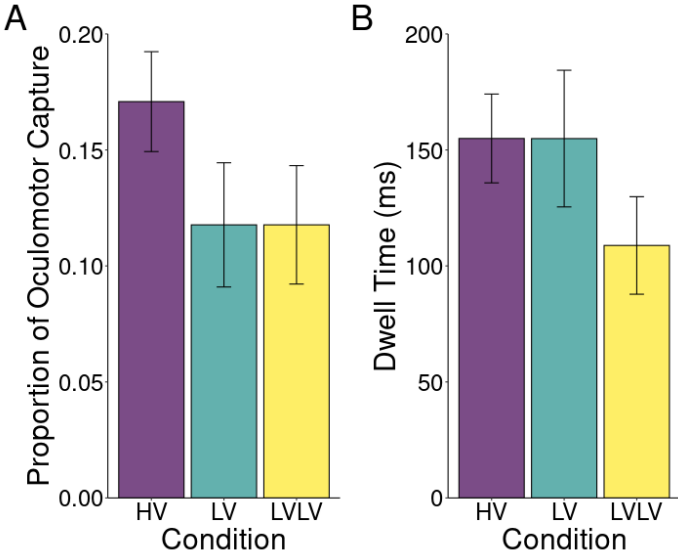 A
Proportion of Oculomotor Capture
0.20
0.15
0.10
0.05
0.00
HV LV LVLV
Condition
B
Dwell Time (ms)
200
150
100
50
0
HV LV LVLV
Condition